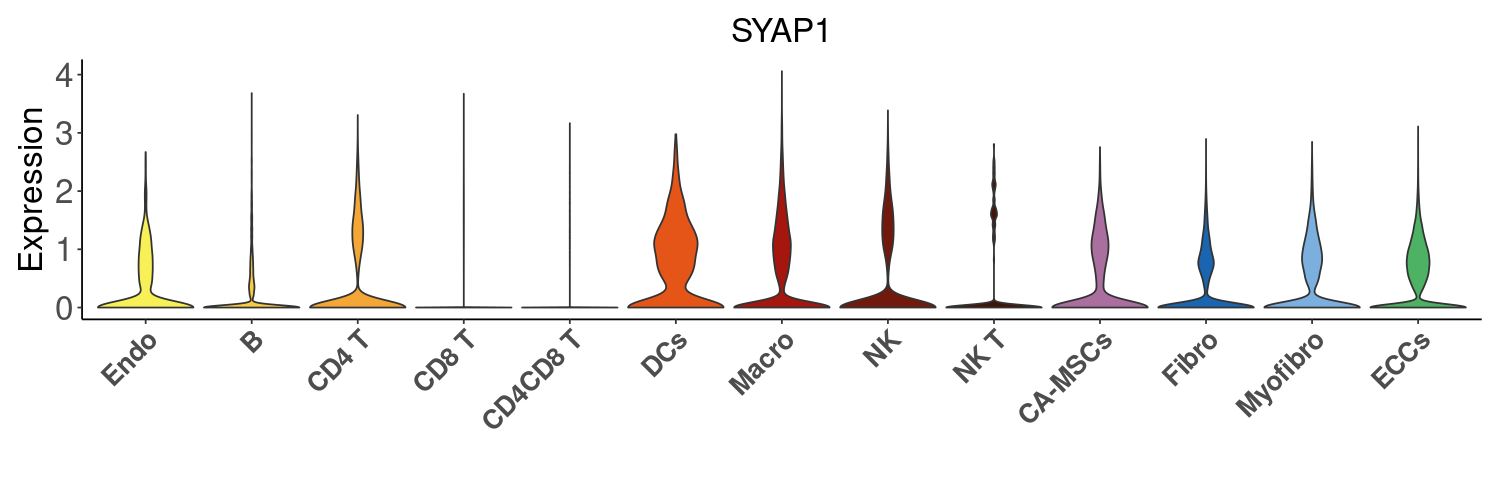 SYAP1
Expression
4
3
2
1
0
Endo
B
CD4 T
CD8 T
CD4CD8 T
DCs
Macro
NK
NK T
CA-MSCs
Fibro
Myofibro
ECCs